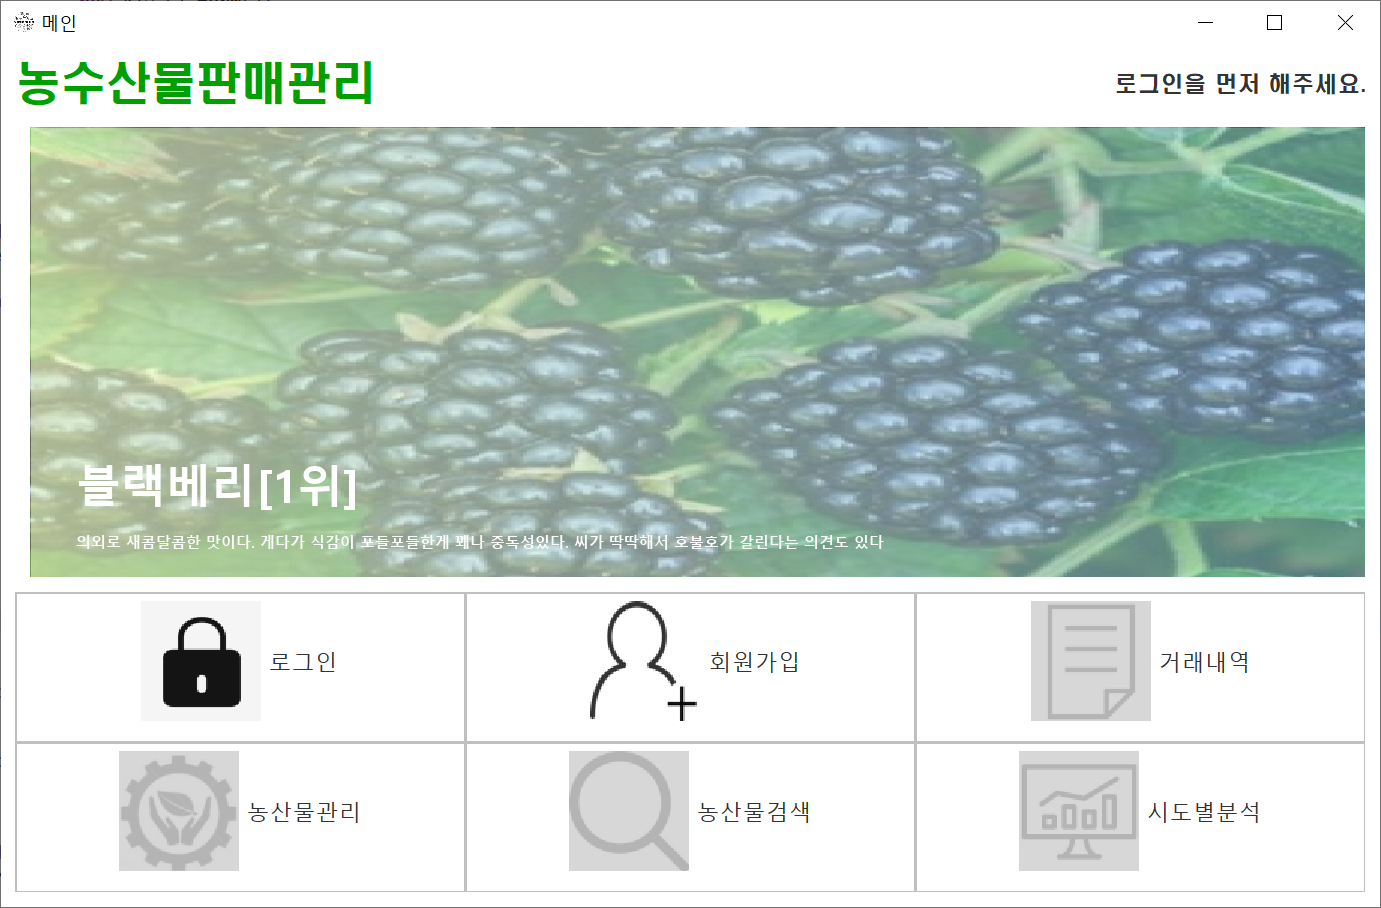 메인
농수산물판매관리
로그인을 먼저 해주세요.
블랙베리[1위]
의외로 새콤달콤한 맛이다. 게다가 식감이 포들포들한게 꽤나 중독성있다. 씨가 딱딱해서 호불호가 갈린다는 의견도 있다
로그인
회원가입
거래내역
농산물관리
농산물검색
시도별분석